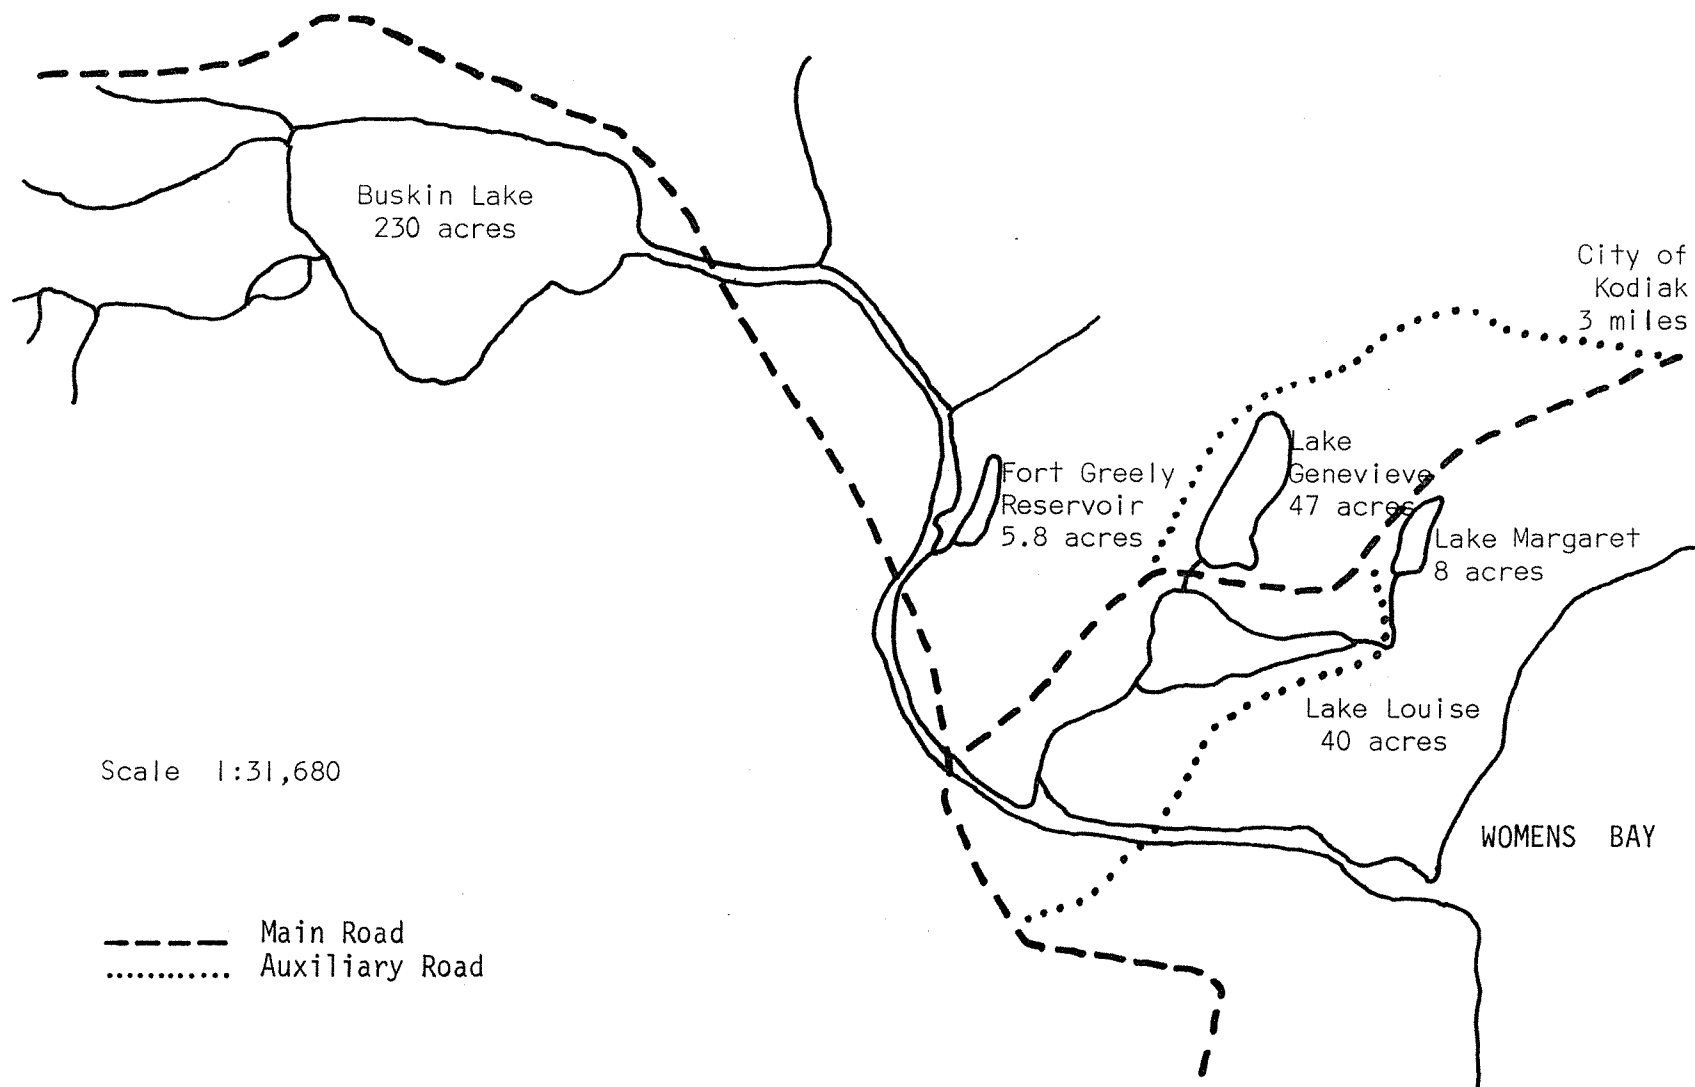 Buskin Lake
230 acres
City of
Kodiak
3 miles
Lake
Genevieve
47 acres
Fort Greely
Reservoir
5.8 acres
Lake Margaret
8 acres
Lake Louise
40 acres
Scale 1:31,680
WOMENS BAY
Main Road
Auxiliary Road